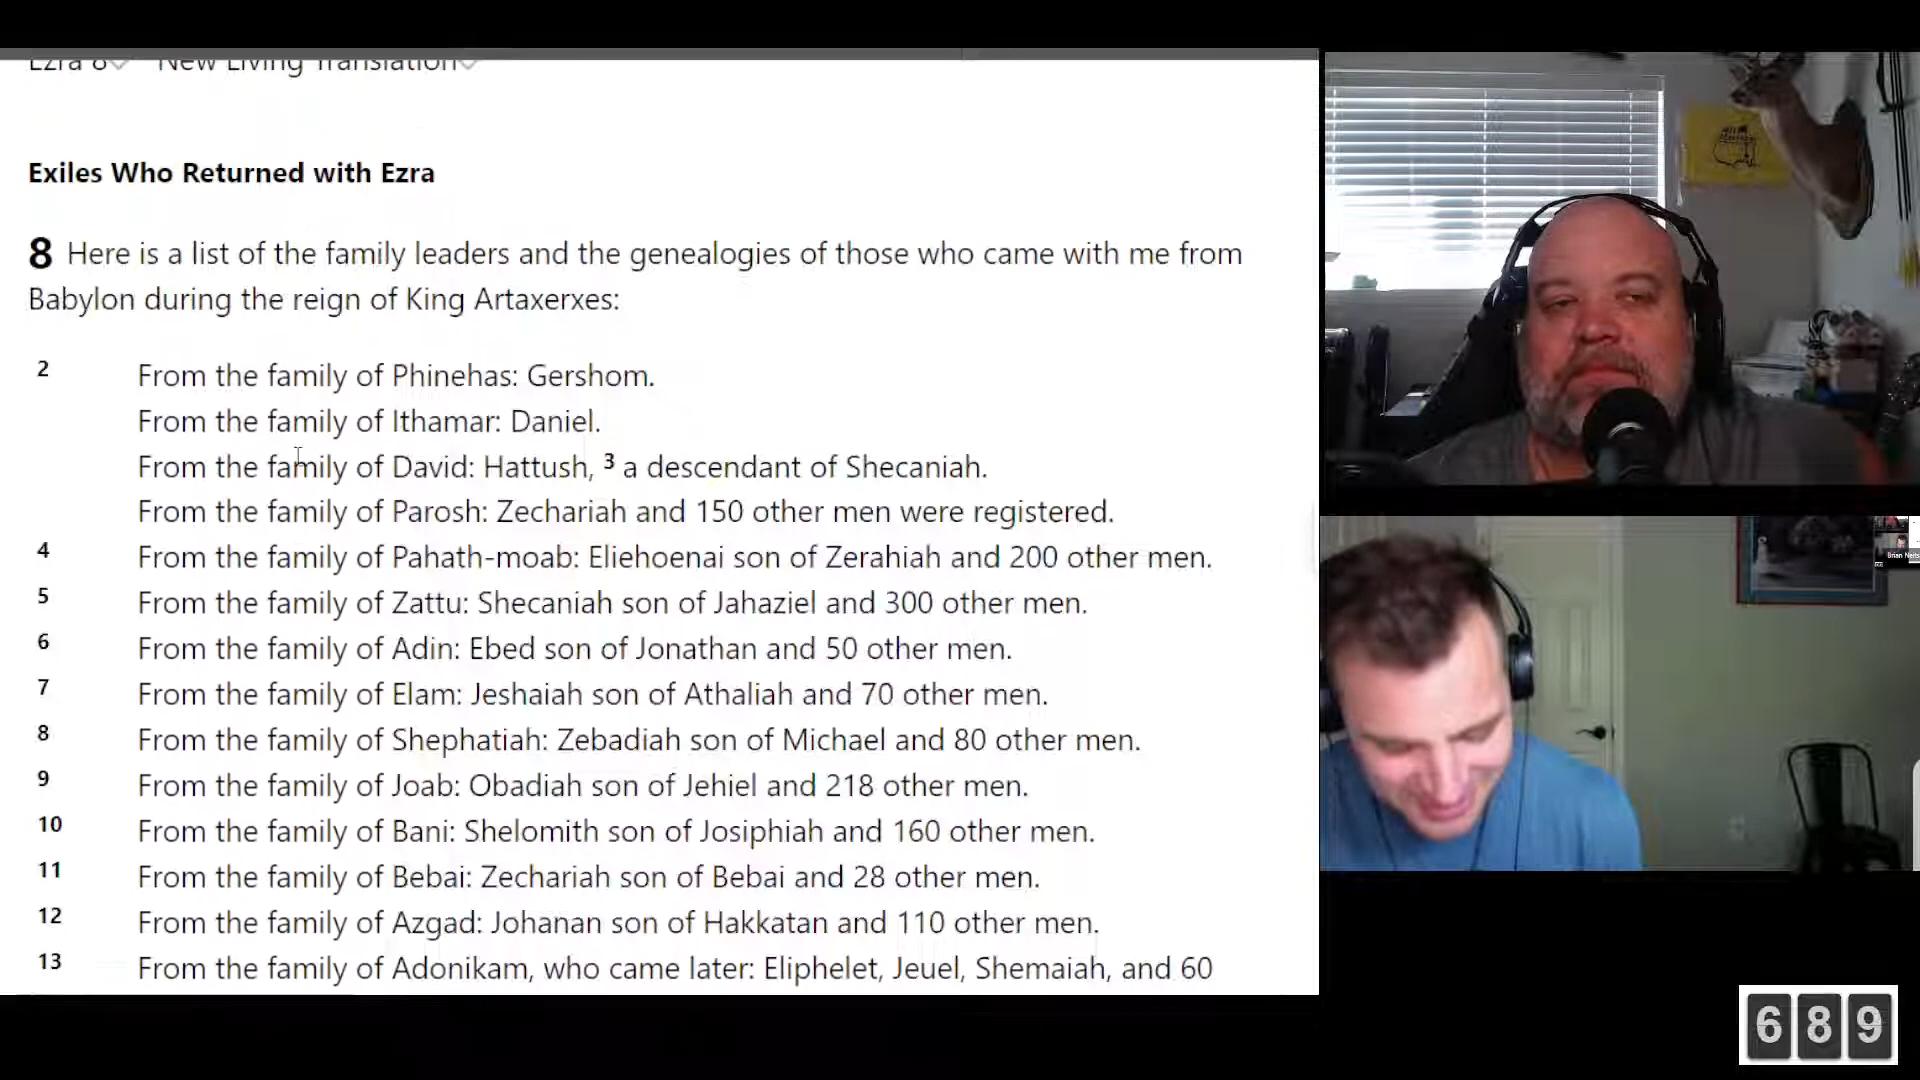 Ezra 8 New Living Translation
Exiles Who Returned with Ezra
8 Here is a list of the family leaders and the genealogies of those who came with me from
Babylon during the reign of King Artaxerxes:
2 From the family of Phinehas: Gershom.
From the family of Ithamar: Daniel.
From the family of David: Hattush, 3 a descendant of Shecaniah.
From the family of Parosh: Zechariah and 150 other men were registered.
4 From the family of Pahath-moab: Eliehoenai son of Zerahiah and 200 other men.
5 From the family of Zattu: Shecaniah son of Jahaziel and 300 other men.
6 From the family of Adin: Ebed son of Jonathan and 50 other men.
7 From the family of Elam: Jeshaiah son of Athaliah and 70 other men.
8 From the family of Shephatiah: Zebadiah son of Michael and 80 other men.
9 From the family of Joab: Obadiah son of Jehiel and 218 other men.
10 From the family of Bani: Shelomith son of Josiphiah and 160 other men.
11 From the family of Bebai: Zechariah son of Bebai and 28 other men.
12 From the family of Azgad: Johanan son of Hakkatan and 110 other men.
13 From the family of Adonikam, who came later: Eliphelet, Jeuel, Shemaiah, and 60
689